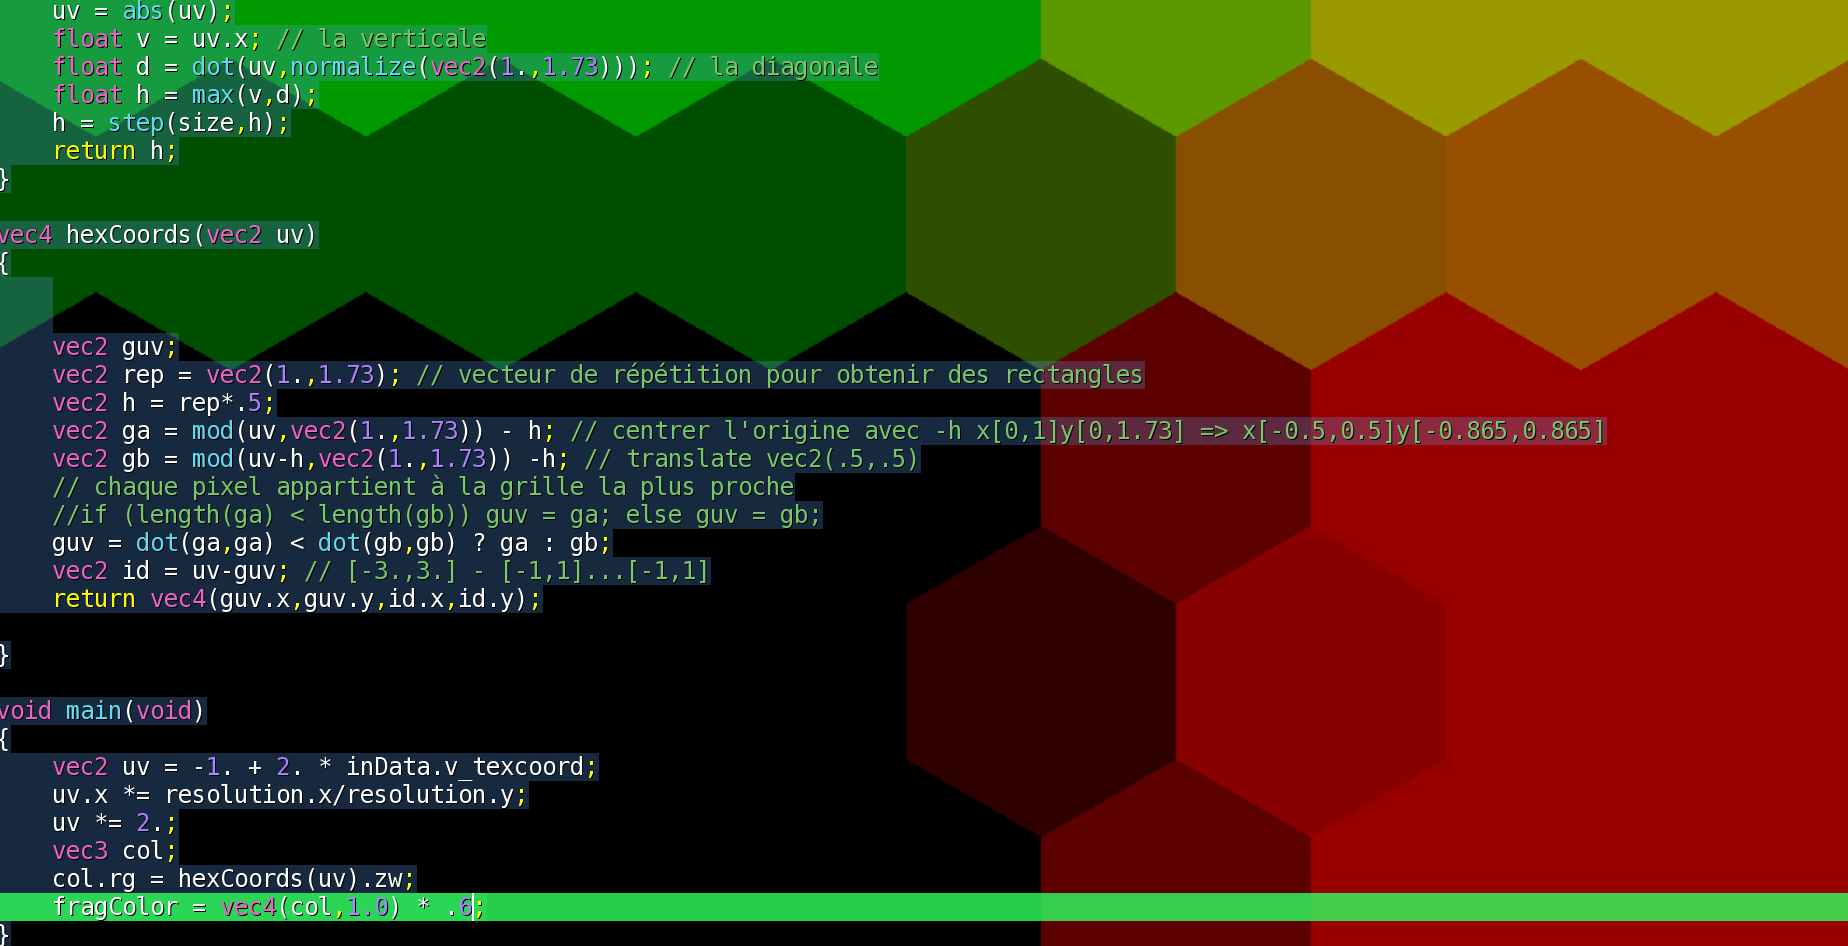 uv = abs(uv);
float v = uv.x; // la verticale
float d = dot(uv,normalize(vec2(1.,1.73))); // la diagonale
float h = max(v,d);
h = step(size,h);
return h;
}
vec4 hexCoords(vec2 uv)
{
vec2 guv;
vec2 rep = vec2(1.,1.73); // vecteur de répétition pour obtenir des rectangles
vec2 h = rep*.5;
vec2 ga = mod(uv,vec2(1.,1.73)) - h; // centrer l'origine avec -h x[0,1]y[0,1.73] => x[-0.5,0.5]y[-0.865,0.865]
vec2 gb = mod(uv-h,vec2(1.,1.73)) -h; // translate vec2(.5,.5)
// chaque pixel appartient à la grille la plus proche
//if (length(ga) < length(gb)) guv = ga; else guv = gb;
guv = dot(ga,ga) < dot(gb,gb) ? ga : gb;
vec2 id = uv-guv; // [-3.,3.] - [-1,1]...[-1,1]
return vec4(guv.x,guv.y,id.x,id.y);
}
void main(void)
{
vec2 uv = -1. + 2. * inData.v_texcoord;
uv.x *= resolution.x/resolution.y;
uv *= 2.;
vec3 col;
col.rg = hexCoords(uv).zw;
fragColor = vec4(col,1.0) * .6;
}